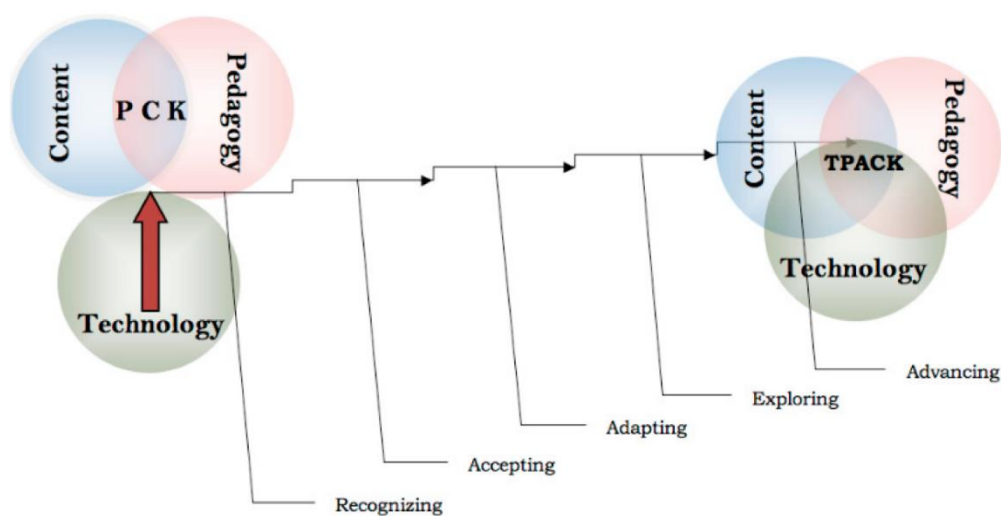 Content
P C K
Pedagogy
Technology
Content
TPACK
Pedagogy
Technology
Recognizing
Accepting
Adapting
Exploring
Advancing